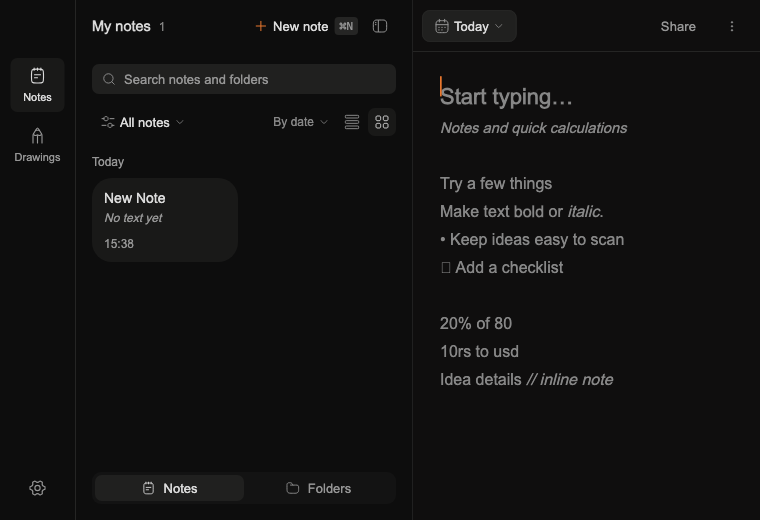 My notes 1
New note ⌘N
Today
Share
Notes
Drawings
Search notes and folders
All notes
By date
Today
New Note
No text yet
15:38
Start typing...
Notes and quick calculations
Try a few things
Make text bold or italic.
• Keep ideas easy to scan
☐ Add a checklist
20% of 80
10rs to usd
Idea details // inline note
Notes
Folders